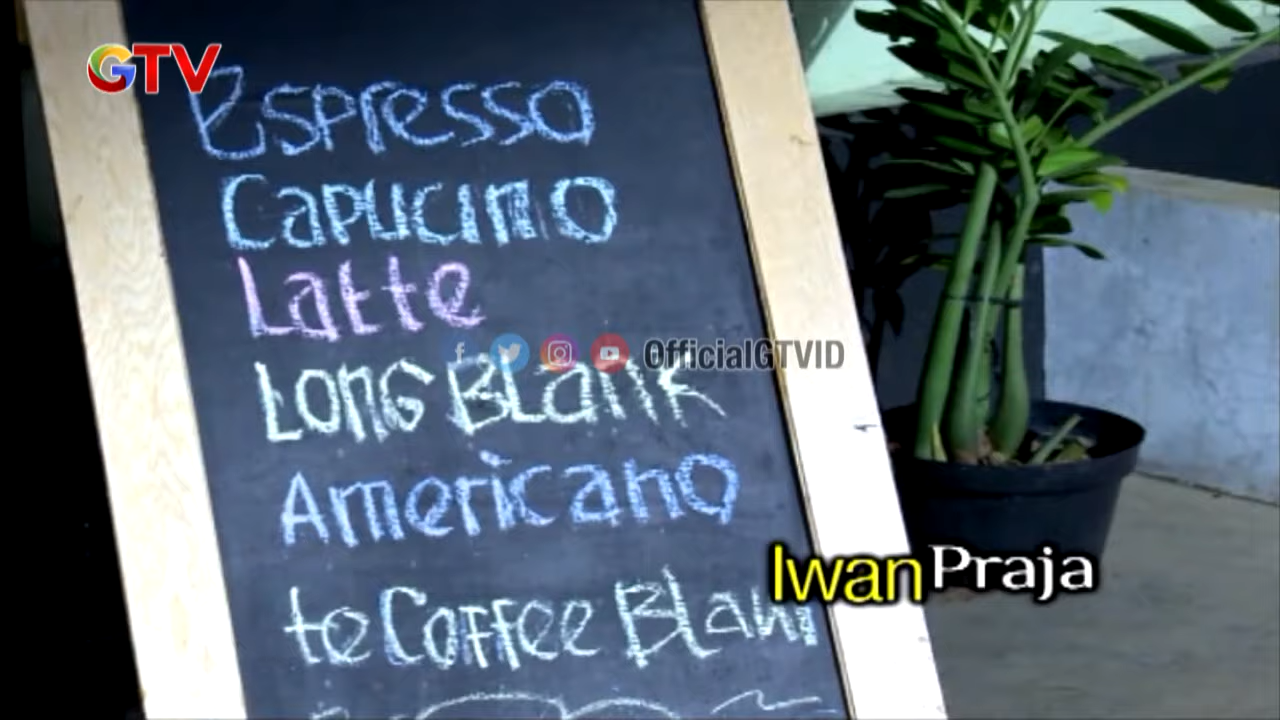 GTV
Espresso
Capucino
Latte
OfficialGTVID
Long Blank
Americano
Iwan Praja
te Coffee Blank